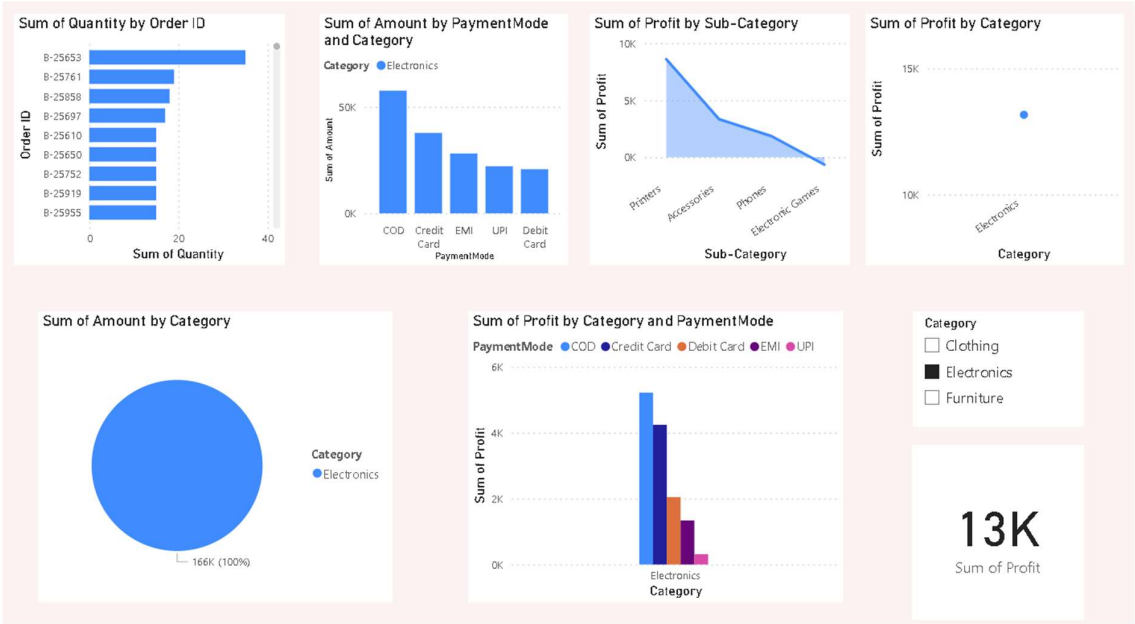 Sum of Quantity by Order ID
Order ID
B-25653
B-25761
B-25858
B-25697
B-25610
B-25650
B-25752
B-25919
B-25955
0 20 40
Sum of Quantity
Sum of Amount by PaymentMode
and Category
Category Electronics
Sum of Amount
50K
0K
COD Credit Card EMI UPI Debit Card
PaymentMode
Sum of Profit by Sub-Category
Sum of Profit
10K
5K
0K
Printers Accessories Phones Electronic Games
Sub-Category
Sum of Profit by Category
Sum of Profit
15K
10K
Electronics
Category
Sum of Amount by Category
Category
Electronics
166K (100%)
Sum of Profit by Category and PaymentMode
PaymentMode COD Credit Card Debit Card EMI UPI
Sum of Profit
6K
4K
2K
0K
Electronics
Category
Category
Clothing
Electronics
Furniture
13K
Sum of Profit